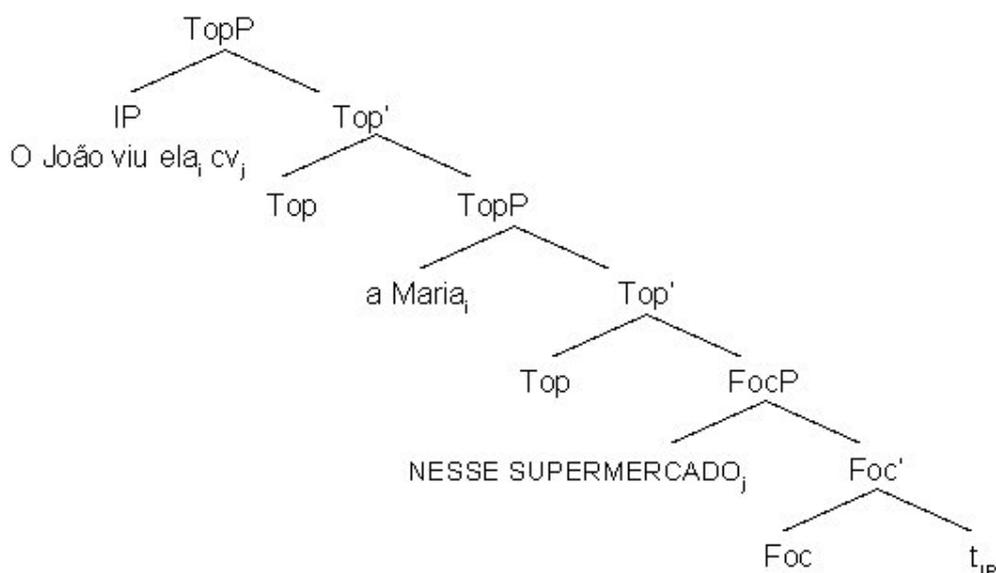 TopP
IP Top'
O João viu ela_i cv_j
Top TopP
a Maria_i Top'
Top FocP
NESSE SUPERMERCADO_j Foc'
Foc t_IP